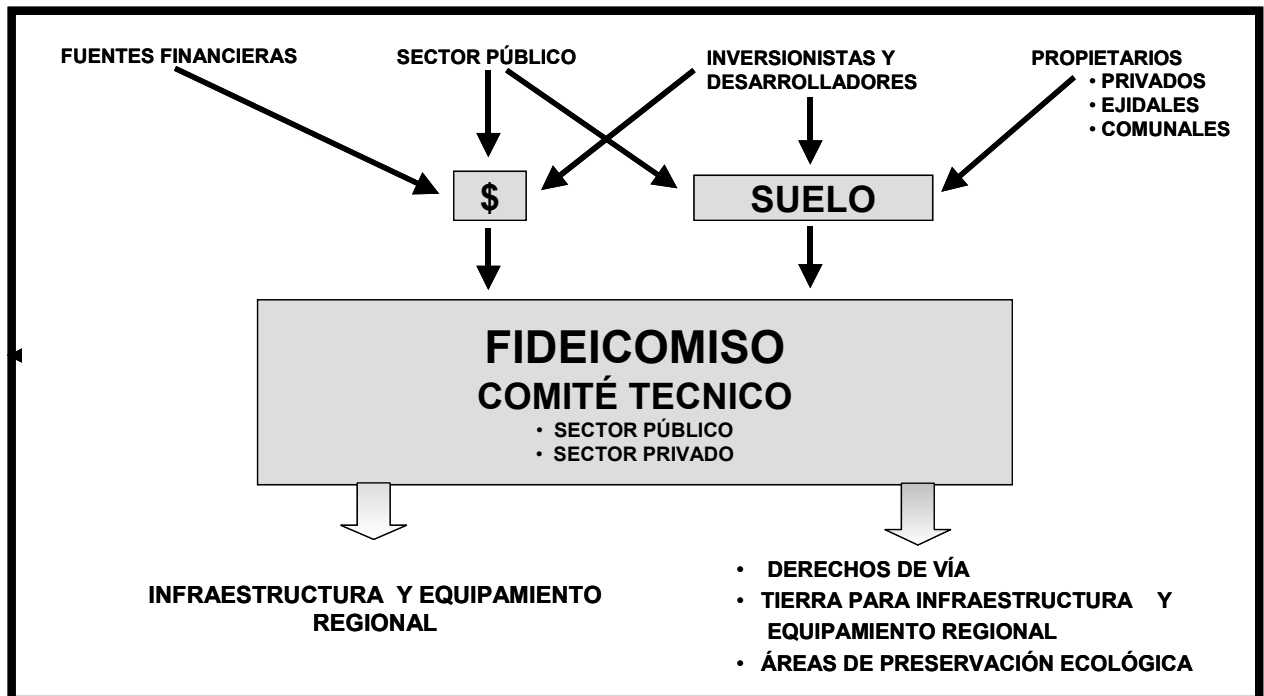 FUENTES FINANCIERAS
SECTOR PÚBLICO
INVERSIONISTAS Y
DESARROLLADORES
PROPIETARIOS
• PRIVADOS
• EJIDALES
• COMUNALES
$
SUELO
FIDEICOMISO
COMITÉ TECNICO
• SECTOR PÚBLICO
• SECTOR PRIVADO
INFRAESTRUCTURA Y EQUIPAMIENTO
REGIONAL
• DERECHOS DE VÍA
• TIERRA PARA INFRAESTRUCTURA Y
EQUIPAMIENTO REGIONAL
• ÁREAS DE PRESERVACIÓN ECOLÓGICA